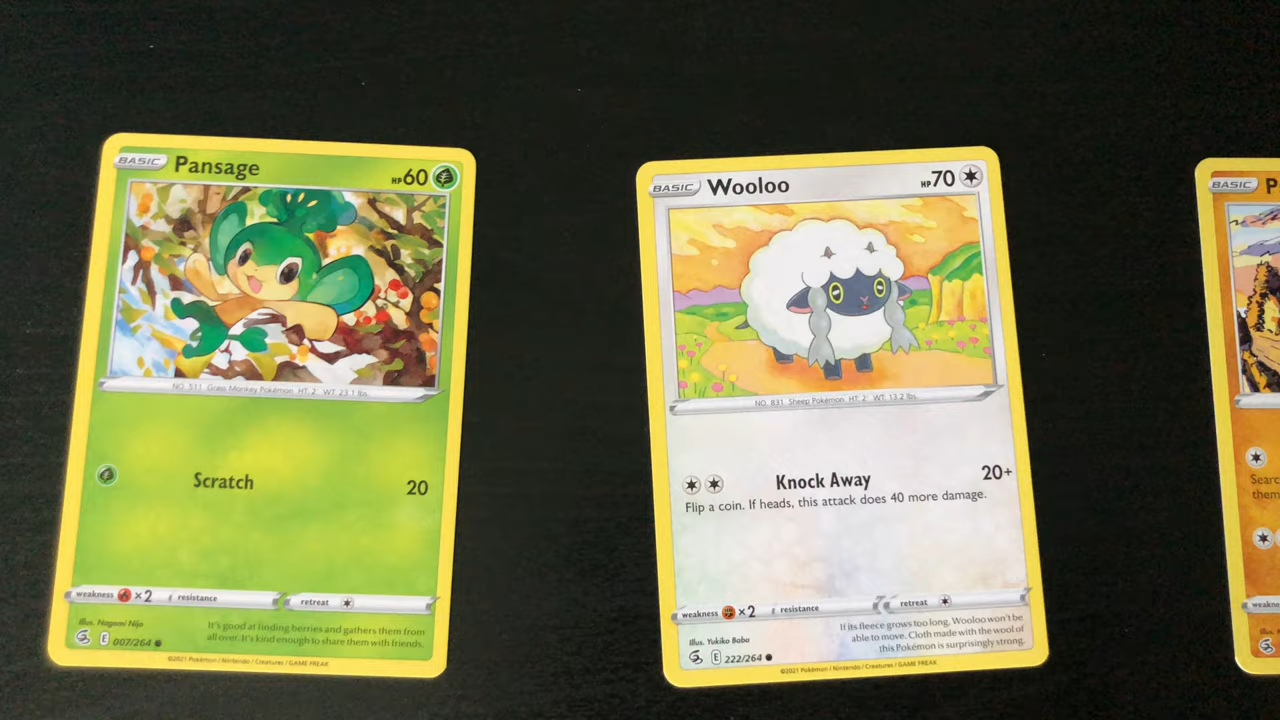 BASIC Pansage HP60
NO. 511 Grass Monkey Pokémon HT: 2' WT: 23.1 lbs.
Scratch 20
weakness ×2 resistance retreat
Illus. Nagomi Nijo
E 007/264
It's good at finding berries and gathers them from
all over. It's kind enough to share them with friends.
©2021 Pokémon / Nintendo / Creatures / GAME FREAK
BASIC Wooloo HP70
NO. 831 Sheep Pokémon HT: 2' WT: 13.2 lbs.
Knock Away 20+
Flip a coin. If heads, this attack does 40 more damage.
weakness ×2 resistance retreat
Illus. Yukiko Baba
E 222/264
If its fleece grows too long, Wooloo won't be
able to move. Cloth made with the wool of
this Pokémon is surprisingly strong.
©2021 Pokémon / Nintendo / Creatures / GAME FREAK
BASIC P
Searc
them
weakne
Illus.